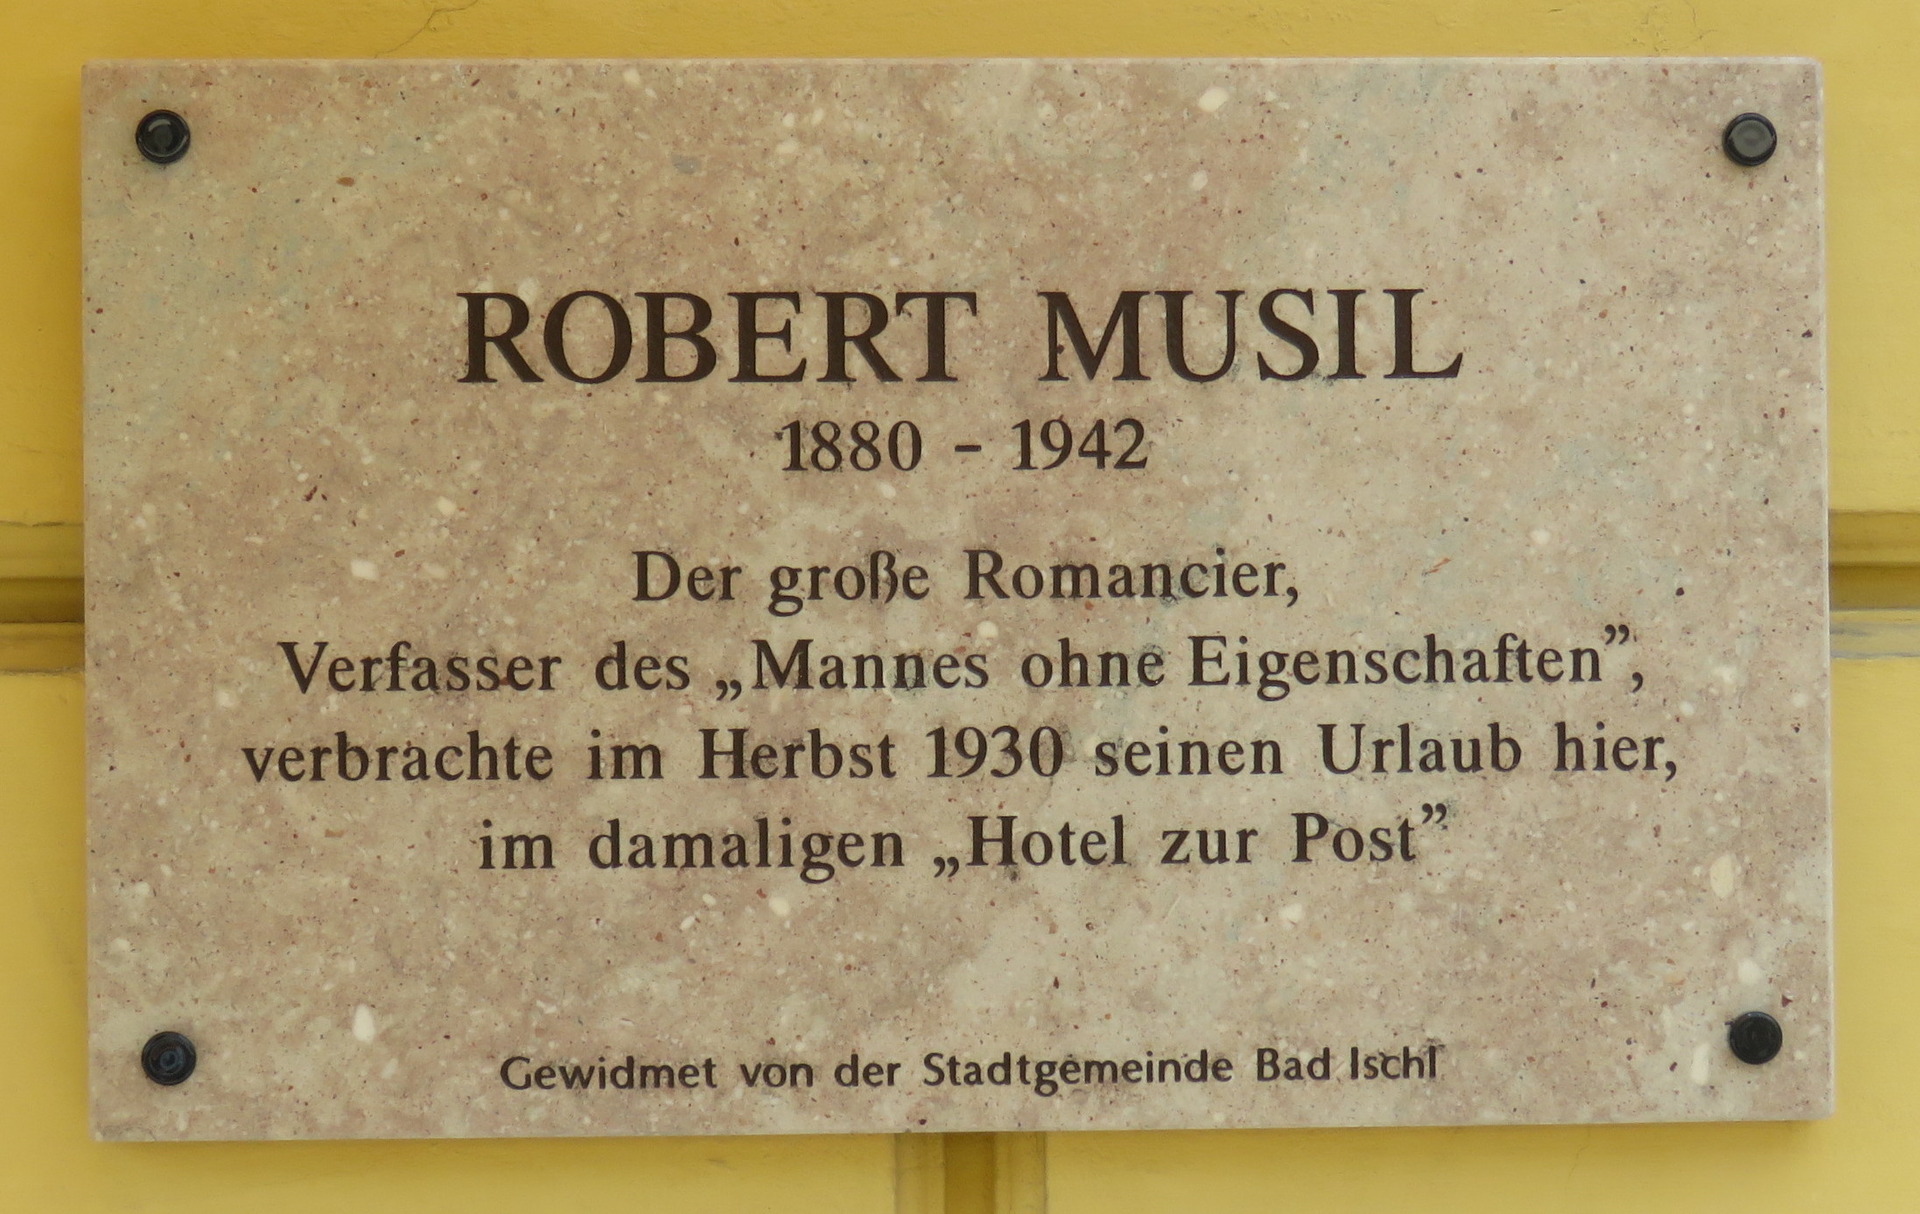 ROBERT MUSIL
1880 - 1942
Der große Romancier,
Verfasser des „Mannes ohne Eigenschaften”,
verbrachte im Herbst 1930 seinen Urlaub hier,
im damaligen „Hotel zur Post”
Gewidmet von der Stadtgemeinde Bad Ischl